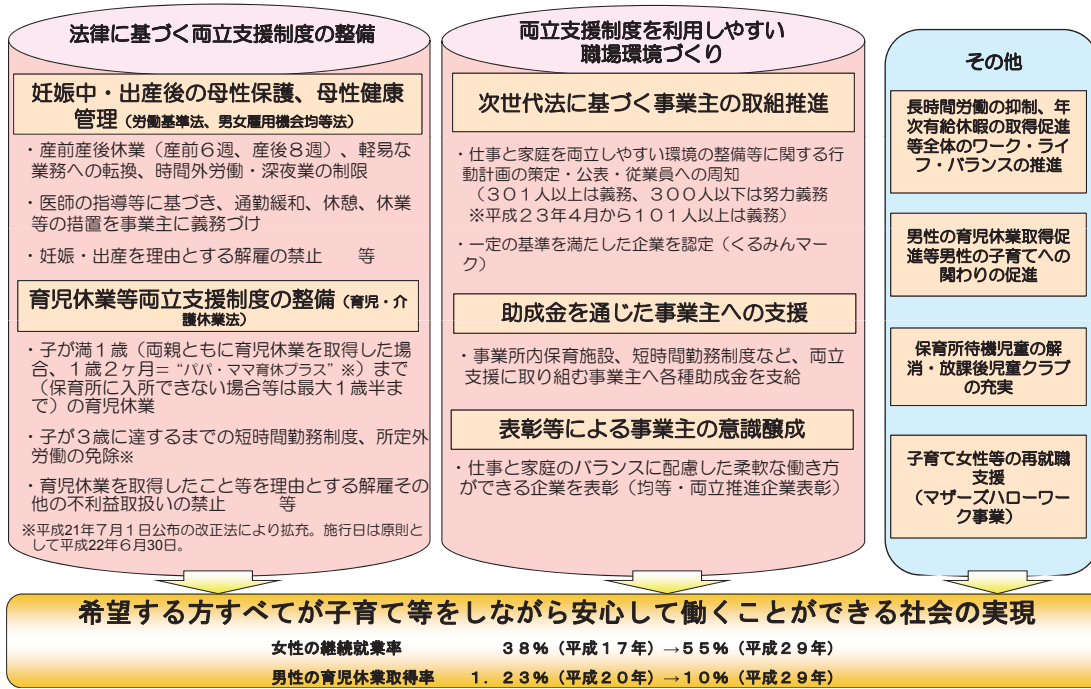 法律に基づく両立支援制度の整備
妊娠中・出産後の母性保護、母性健康
管理（労働基準法、男女雇用機会均等法）
・産前産後休業（産前６週、産後８週）、軽易な
業務への転換、時間外労働・深夜業の制限
・医師の指導等に基づき、通勤緩和、休憩、休業
等の措置を事業主に義務づけ
・妊娠・出産を理由とする解雇の禁止　　等
育児休業等両立支援制度の整備（育児・介
護休業法）
・子が満１歳（両親ともに育児休業を取得した場
合、１歳２ヶ月＝“パパ・ママ育休プラス”※）まで
（保育所に入所できない場合等は最大１歳半ま
で）の育児休業
・子が３歳に達するまでの短時間勤務制度、所定外
労働の免除※
・育児休業を取得したこと等を理由とする解雇その
他の不利益取扱いの禁止　　　等
※平成21年７月１日公布の改正法により拡充。施行日は原則と
して平成22年６月30日。
両立支援制度を利用しやすい
職場環境づくり
次世代法に基づく事業主の取組推進
・仕事と家庭を両立しやすい環境の整備等に関する行
動計画の策定・公表・従業員への周知
（３０１人以上は義務、３００人以下は努力義務
※平成２３年４月から１０１人以上は義務）
・一定の基準を満たした企業を認定（くるみんマー
ク）
助成金を通じた事業主への支援
・事業所内保育施設、短時間勤務制度など、両立
支援に取り組む事業主へ各種助成金を支給
表彰等による事業主の意識醸成
・仕事と家庭のバランスに配慮した柔軟な働き方
ができる企業を表彰（均等・両立推進企業表彰）
その他
長時間労働の抑制、年
次有給休暇の取得促進
等全体のワーク・ライ
フ・バランスの推進
男性の育児休業取得促
進等男性の子育てへの
関わりの促進
保育所待機児童の解
消・放課後児童クラブ
の充実
子育て女性等の再就職
支援
（マザーズハローワー
ク事業）
希望する方すべてが子育て等をしながら安心して働くことができる社会の実現
女性の継続就業率　　　３８％（平成１７年）→５５％（平成２９年）
男性の育児休業取得率　１．２３％（平成２０年）→１０％（平成２９年）